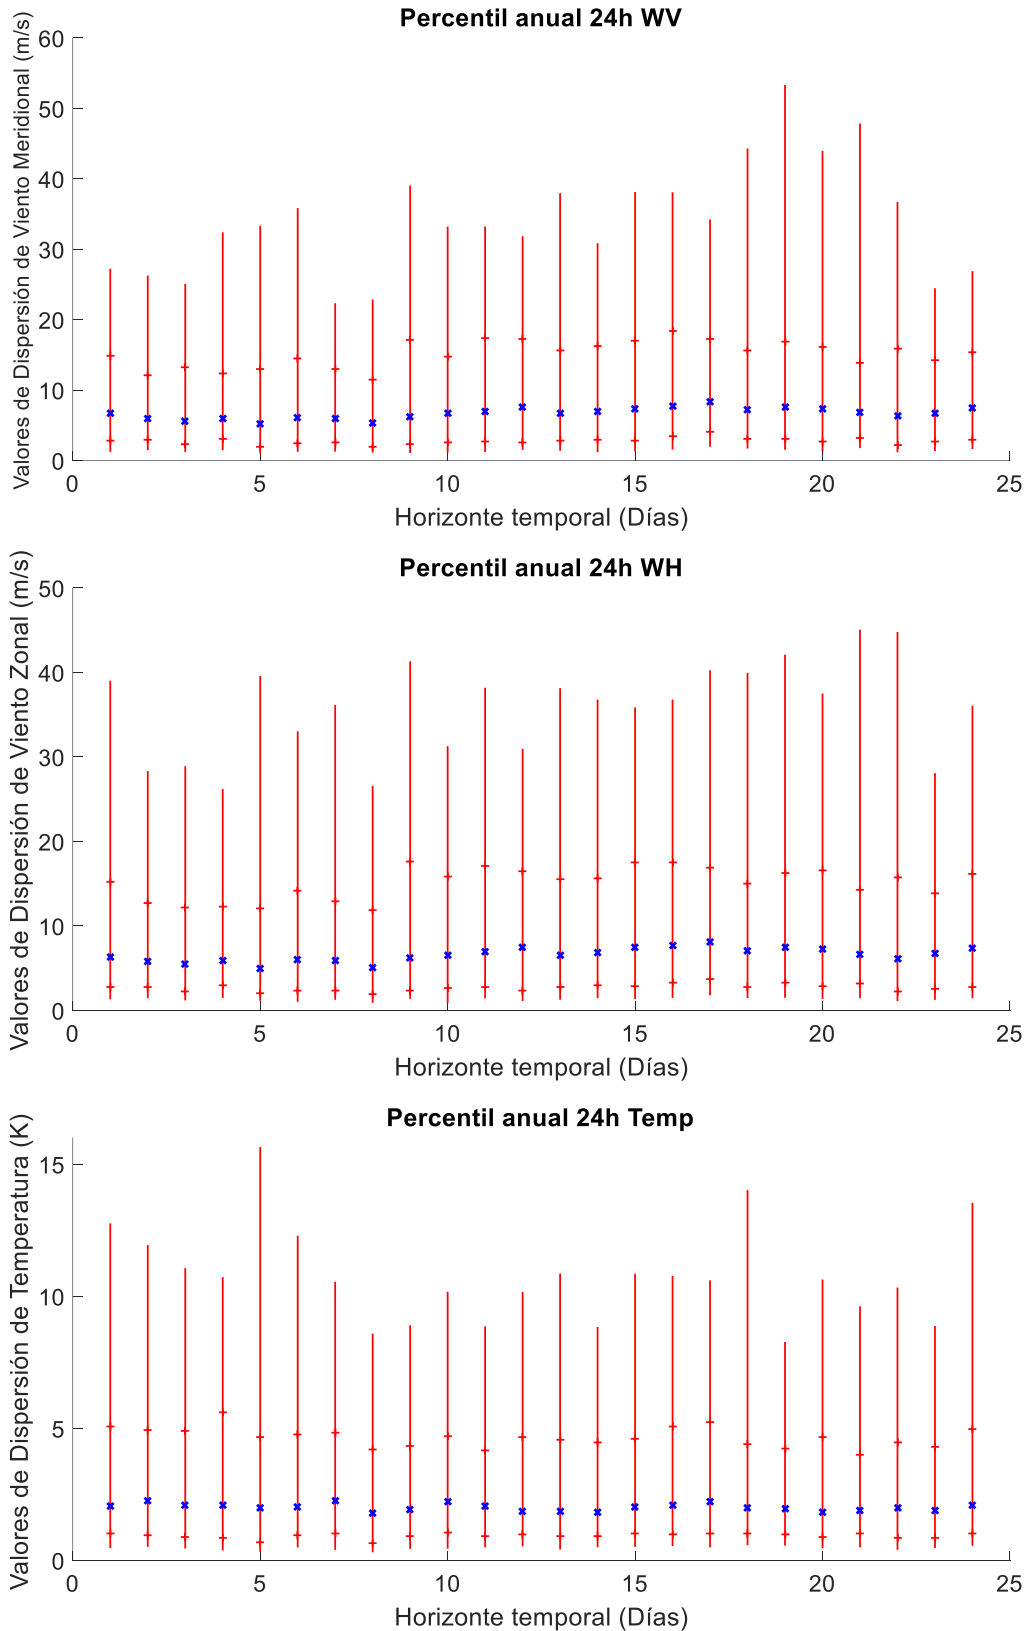 Percentil anual 24h WV
Valores de Dispersión de Viento Meridional (m/s)
60
50
40
30
20
10
0
0 5 10 15 20 25
Horizonte temporal (Días)
Percentil anual 24h WH
Valores de Dispersión de Viento Zonal (m/s)
50
40
30
20
10
0
0 5 10 15 20 25
Horizonte temporal (Días)
Percentil anual 24h Temp
Valores de Dispersión de Temperatura (K)
15
10
5
0
0 5 10 15 20 25
Horizonte temporal (Días)